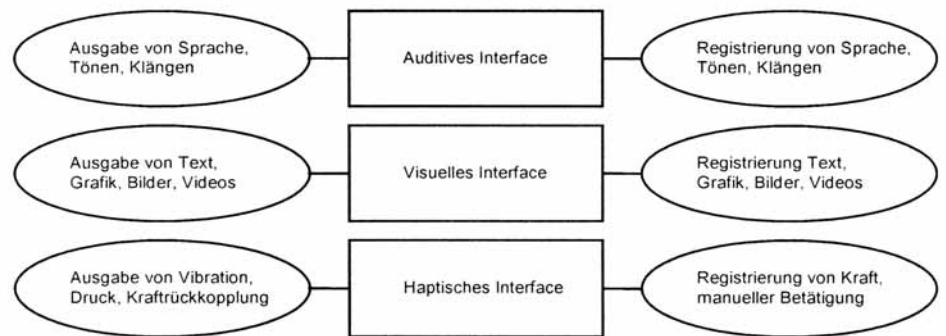 Ausgabe von Sprache,
Tönen, Klängen
Auditives Interface
Registrierung von Sprache,
Tönen, Klängen
Ausgabe von Text,
Grafik, Bilder, Videos
Visuelles Interface
Registrierung Text,
Grafik, Bilder, Videos
Ausgabe von Vibration,
Druck, Kraftrückkopplung
Haptisches Interface
Registrierung von Kraft,
manueller Betätigung